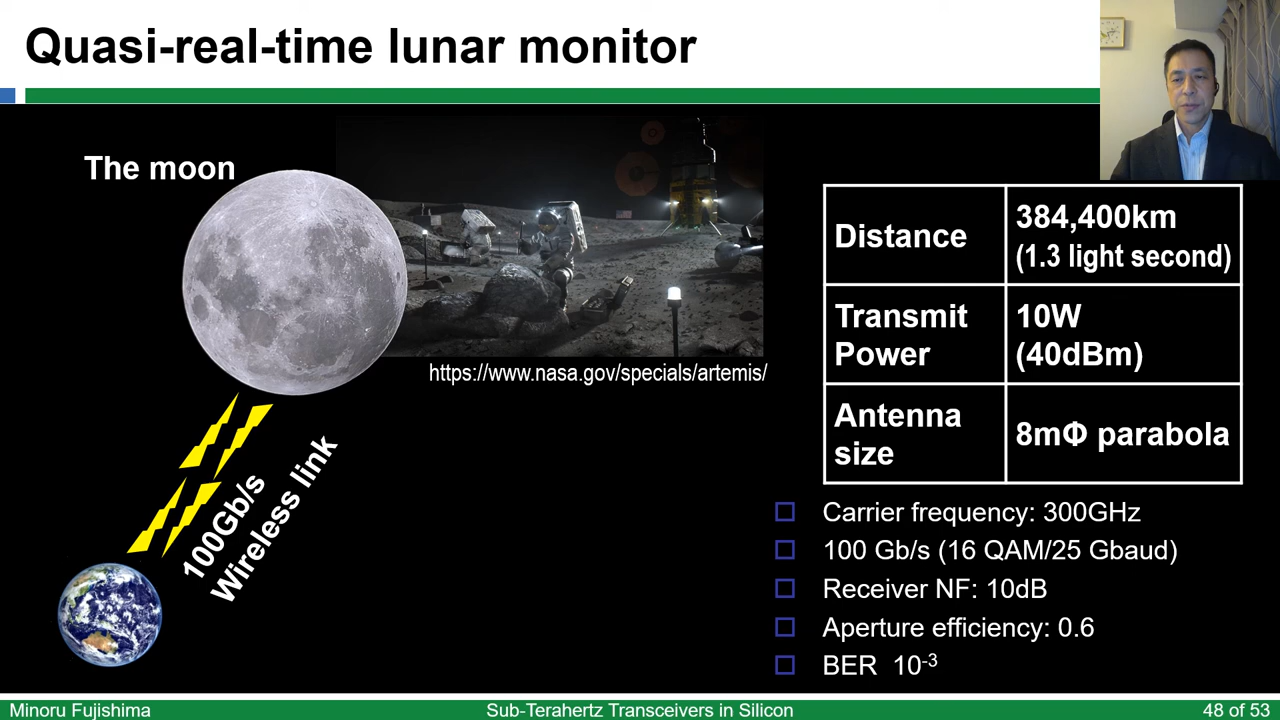 Quasi-real-time lunar monitor
The moon
https://www.nasa.gov/specials/artemis/
100Gb/s
Wireless link
Distance
384,400km
(1.3 light second)
Transmit
Power
10W
(40dBm)
Antenna
size
8mΦ parabola
Carrier frequency: 300GHz
100 Gb/s (16 QAM/25 Gbaud)
Receiver NF: 10dB
Aperture efficiency: 0.6
BER 10-3
Minoru Fujishima
Sub-Terahertz Transceivers in Silicon
48 of 53